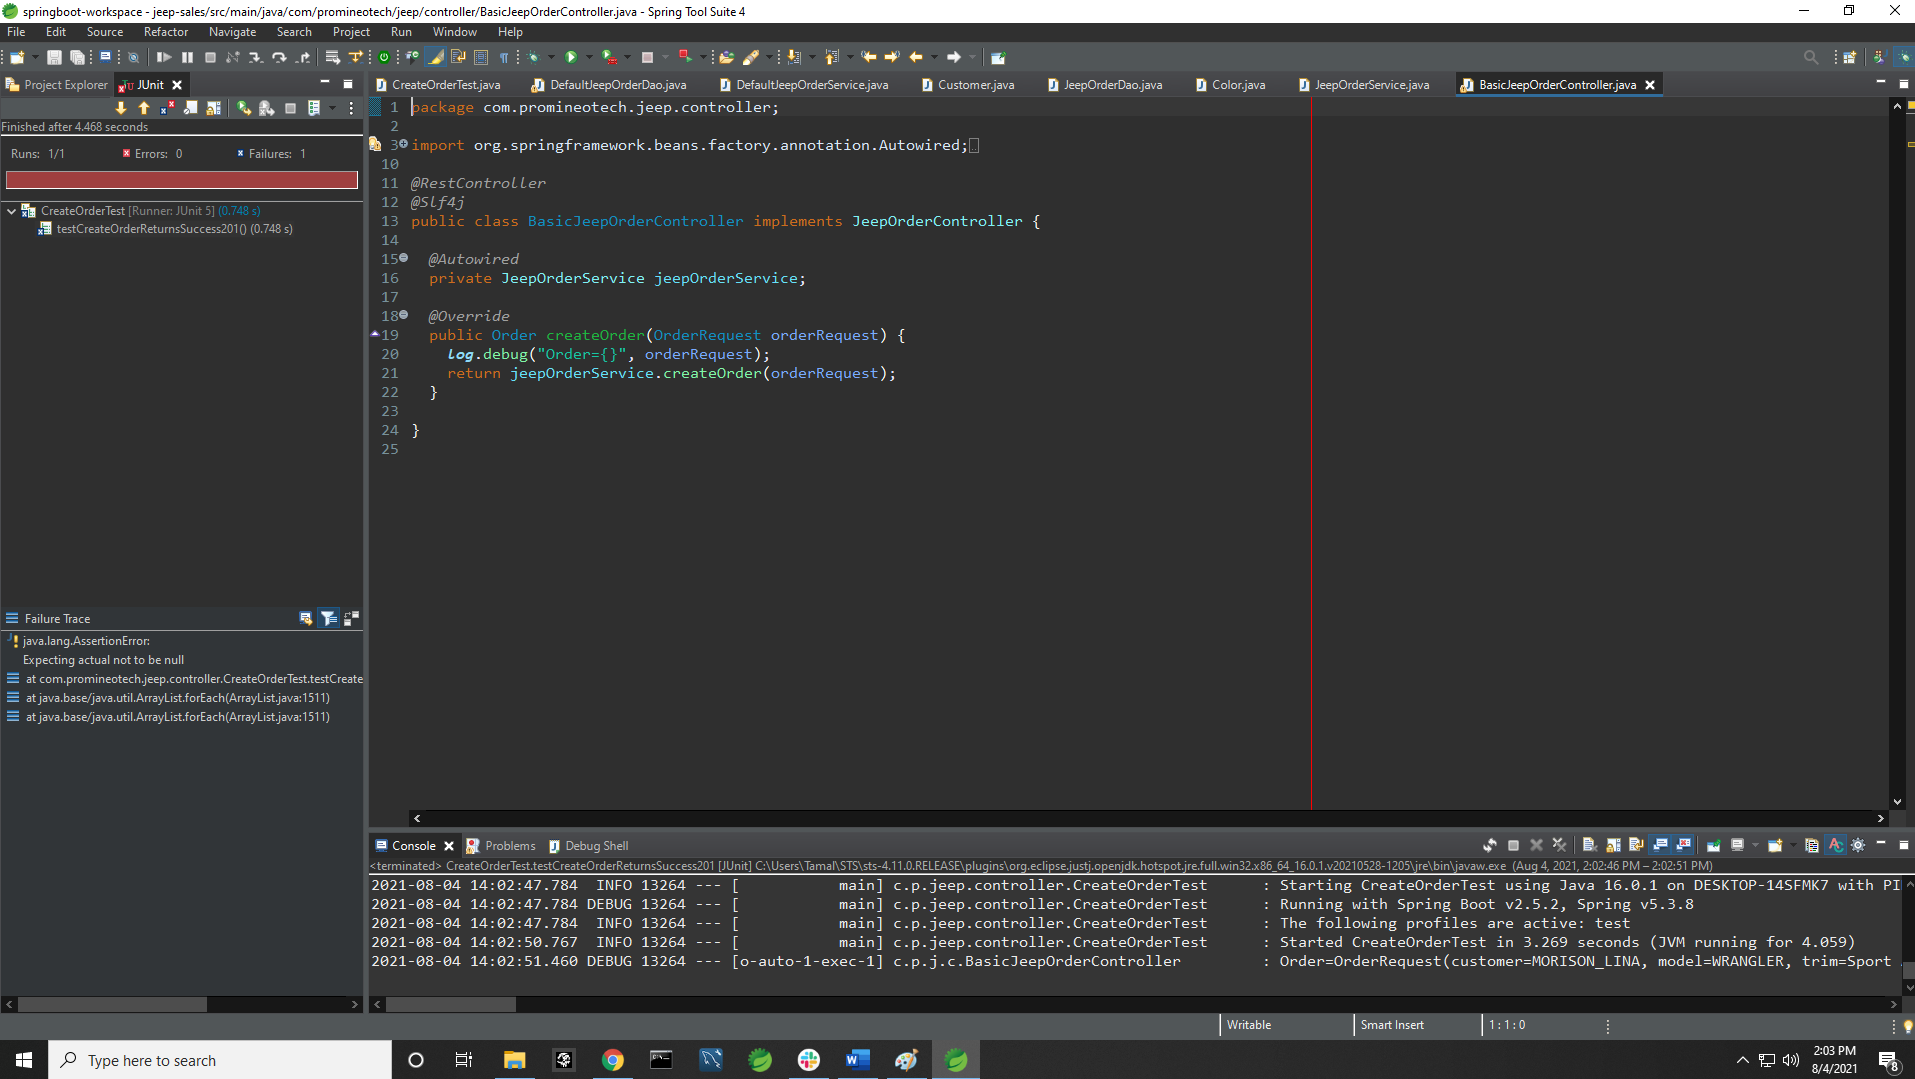 springboot-workspace - jeep-sales/src/main/java/com/promineotech/jeep/controller/BasicJeepOrderController.java - Spring Tool Suite 4
File Edit Source Refactor Navigate Search Project Run Window Help
Project Explorer JUnit
CreateOrderTest.java DefaultJeepOrderDao.java DefaultJeepOrderService.java Customer.java JeepOrderDao.java Color.java JeepOrderService.java BasicJeepOrderController.java
Finished after 4.468 seconds
Runs: 1/1 Errors: 0 Failures: 1
CreateOrderTest [Runner: JUnit 5] (0.748 s)
testCreateOrderReturnsSuccess201() (0.748 s)
Failure Trace
java.lang.AssertionError:
Expecting actual not to be null
at com.promineotech.jeep.controller.CreateOrderTest.testCreate
at java.base/java.util.ArrayList.forEach(ArrayList.java:1511)
at java.base/java.util.ArrayList.forEach(ArrayList.java:1511)
1 package com.promineotech.jeep.controller;
2
3 import org.springframework.beans.factory.annotation.Autowired;
10
11 @RestController
12 @Slf4j
13 public class BasicJeepOrderController implements JeepOrderController {
14
15 @Autowired
16 private JeepOrderService jeepOrderService;
17
18 @Override
19 public Order createOrder(OrderRequest orderRequest) {
20 log.debug("Order={}", orderRequest);
21 return jeepOrderService.createOrder(orderRequest);
22 }
23
24 }
25
Console Problems Debug Shell
<terminated> CreateOrderTest.testCreateOrderReturnsSuccess201 [JUnit] C:\Users\Tamal\STS\sts-4.11.0.RELEASE\plugins\org.eclipse.justj.openjdk.hotspot.jre.full.win32.x86_64_16.0.1.v20210528-1205\jre\bin\javaw.exe (Aug 4, 2021, 2:02:46 PM – 2:02:51 PM)
2021-08-04 14:02:47.784 INFO 13264 --- [ main] c.p.jeep.controller.CreateOrderTest : Starting CreateOrderTest using Java 16.0.1 on DESKTOP-14SFMK7 with PI
2021-08-04 14:02:47.784 DEBUG 13264 --- [ main] c.p.jeep.controller.CreateOrderTest : Running with Spring Boot v2.5.2, Spring v5.3.8
2021-08-04 14:02:47.784 INFO 13264 --- [ main] c.p.jeep.controller.CreateOrderTest : The following profiles are active: test
2021-08-04 14:02:50.767 INFO 13264 --- [ main] c.p.jeep.controller.CreateOrderTest : Started CreateOrderTest in 3.269 seconds (JVM running for 4.059)
2021-08-04 14:02:51.460 DEBUG 13264 --- [o-auto-1-exec-1] c.p.j.c.BasicJeepOrderController : Order=OrderRequest(customer=MORISON_LINA, model=WRANGLER, trim=Sport
Writable Smart Insert 1 : 1 : 0
Type here to search
2:03 PM
8/4/2021
8